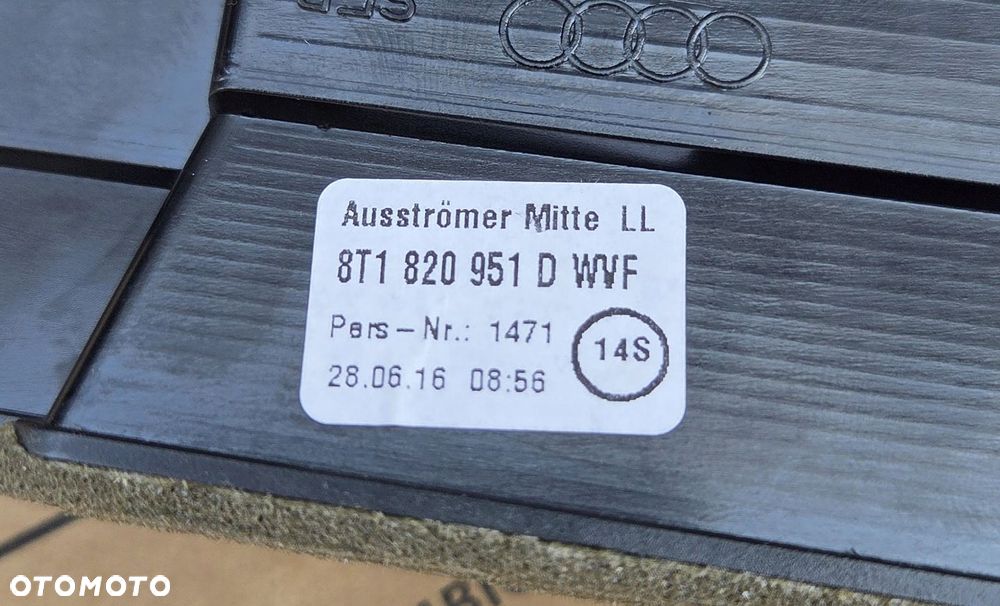 Ausströmer Mitte LL
8T1 820 951 D WVF
Pers-Nr.: 1471
14S
28.06.16 08:56
OTOMOTO